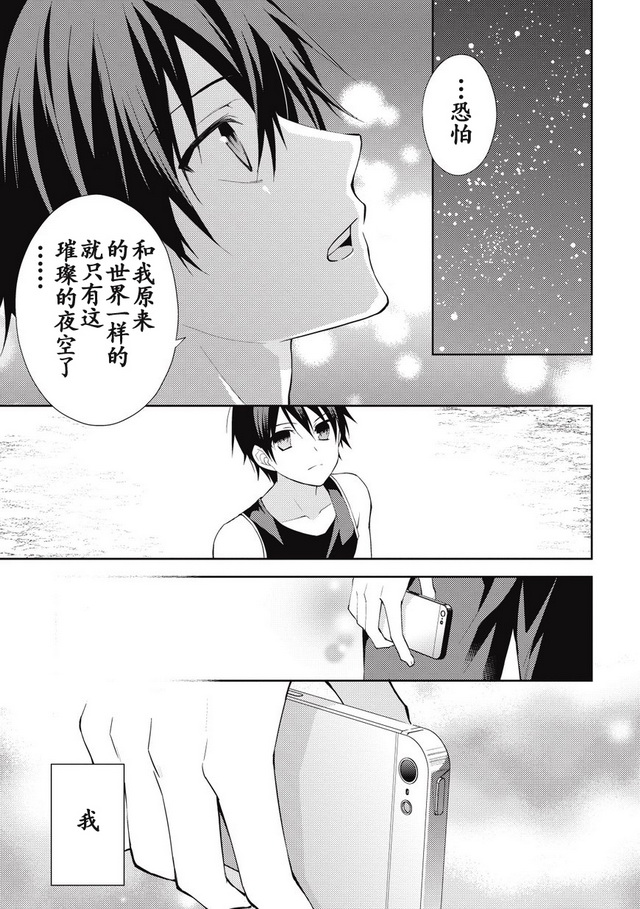 …恐怕
和我原来
的世界一样的
就只有这
璀璨的夜空了
……
我